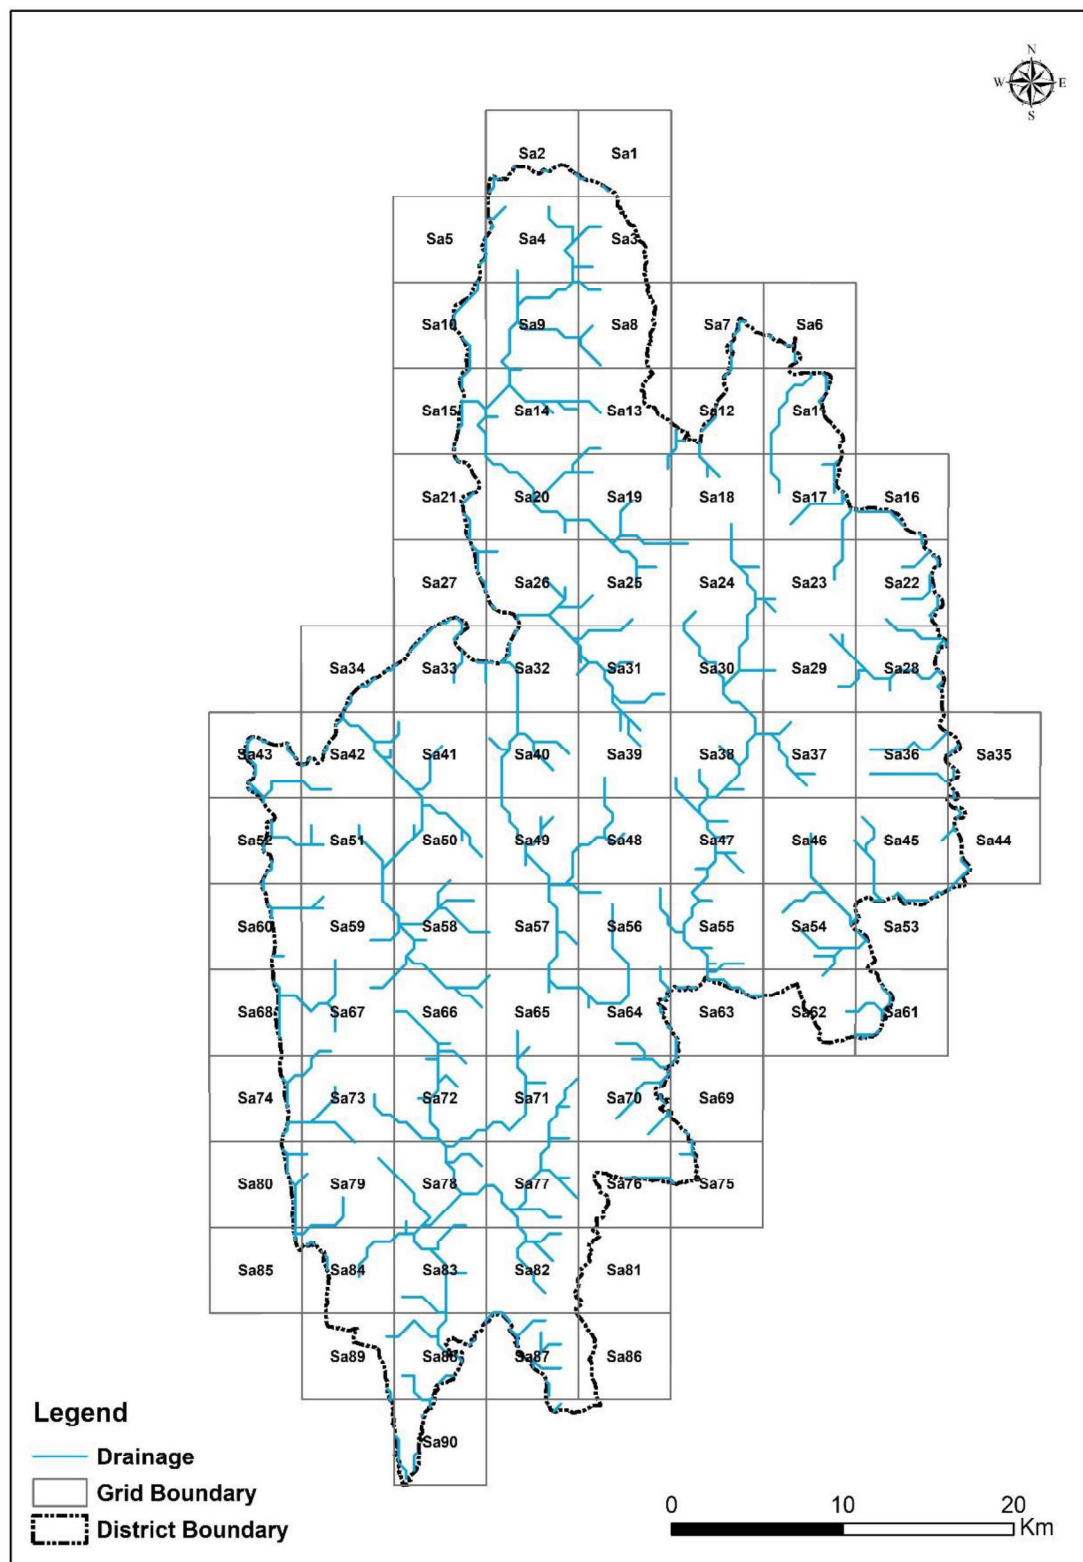 N
W E
S
Sa2 Sa1
Sa5 Sa4 Sa3
Sa10 Sa9 Sa8 Sa7 Sa6
Sa15 Sa14 Sa13 Sa12 Sa11
Sa21 Sa20 Sa19 Sa18 Sa17 Sa16
Sa27 Sa26 Sa25 Sa24 Sa23 Sa22
Sa34 Sa33 Sa32 Sa31 Sa30 Sa29 Sa28
Sa43 Sa42 Sa41 Sa40 Sa39 Sa38 Sa37 Sa36 Sa35
Sa52 Sa51 Sa50 Sa49 Sa48 Sa47 Sa46 Sa45 Sa44
Sa60 Sa59 Sa58 Sa57 Sa56 Sa55 Sa54 Sa53
Sa68 Sa67 Sa66 Sa65 Sa64 Sa63 Sa62 Sa61
Sa74 Sa73 Sa72 Sa71 Sa70 Sa69
Sa80 Sa79 Sa78 Sa77 Sa76 Sa75
Sa85 Sa84 Sa83 Sa82 Sa81
Sa89 Sa88 Sa87 Sa86
Sa90
Legend
Drainage
Grid Boundary
District Boundary
0 10 20
Km